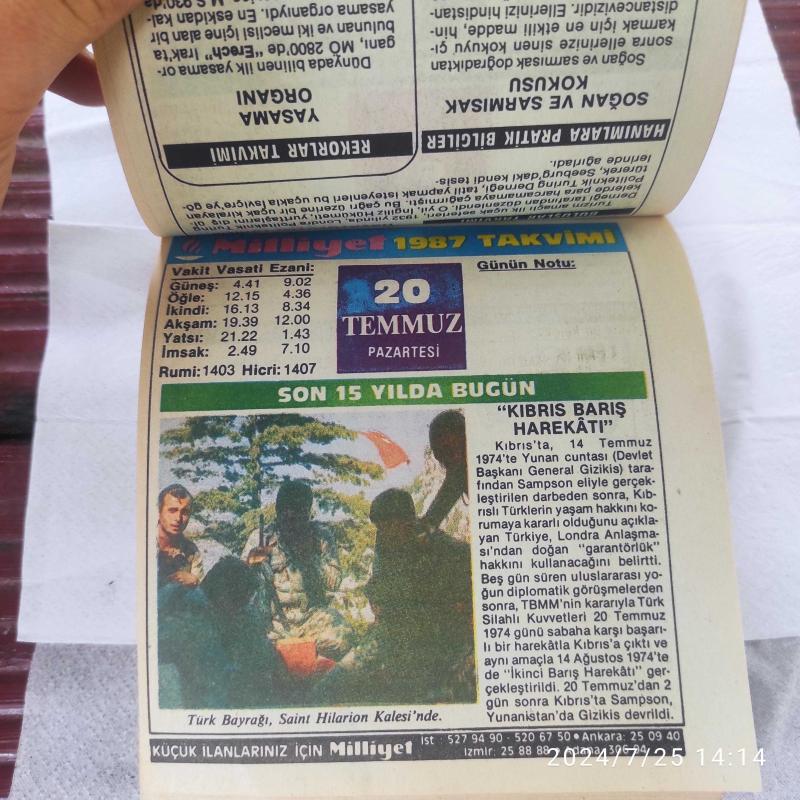 Dünyada bilinen ilk yasama or-
ganı, MÖ 2800'de "Erech" Irak'ta
bulunan ve iki meclisi içine alan bir
yasama organıydı. En eskiden kal-
YASAMA
ORGANI
REKORLAR TAKVİMİ
Soğan ve sarmısak doğradıktan
sonra ellerinize sinen kokuyu çı-
karmak için en etkili madde, hin-
distancevizidir. Ellerinizi hindistan-
SOĞAN VE SARMISAK
KOKUSU
HANIMLARA PRATİK BİLGİLER
türerek, Seeburg'daki kendi tesis-
lerinde ağırladı.
Milliyet 1987 TAKVİMİ
Vakit Vasati Ezani:
Güneş: 4.41 9.02
Öğle: 12.15 4.36
İkindi: 16.13 8.34
Akşam: 19.39 12.00
Yatsı: 21.22 1.43
İmsak: 2.49 7.10
Rumi: 1403 Hicri: 1407
20
TEMMUZ
PAZARTESİ
Günün Notu:
SON 15 YILDA BUGÜN
"KIBRIS BARIŞ
HAREKÂTI"
Kıbrıs'ta, 14 Temmuz
1974'te Yunan cuntası (Devlet
Başkanı General Gizikis) tara-
fından Sampson eliyle gerçek-
leştirilen darbeden sonra, Kıb-
rıslı Türklerin yaşam hakkını ko-
rumaya kararlı olduğunu açıkla-
yan Türkiye, Londra Anlaşma-
sı'ndan doğan "garantörlük"
hakkını kullanacağını belirtti.
Beş gün süren uluslararası yo-
ğun diplomatik görüşmelerden
sonra, TBMM'nin kararıyla Türk
Silahlı Kuvvetleri 20 Temmuz
1974 günü sabaha karşı başarı-
lı bir harekâtla Kıbrıs'a çıktı ve
aynı amaçla 14 Ağustos 1974'te
de "İkinci Barış Harekâtı" ger-
çekleştirildi. 20 Temmuz'dan 2
gün sonra Kıbrıs'ta Sampson,
Yunanistan'da Gizikis devrildi.
Türk Bayrağı, Saint Hilarion Kalesi'nde.
KÜÇÜK İLANLARINIZ İÇİN Milliyet
ist 527 94 90 - 520 67 50 • Ankara: 25 09 40
İzmir: 25 88 88
2024/7/25 14:14